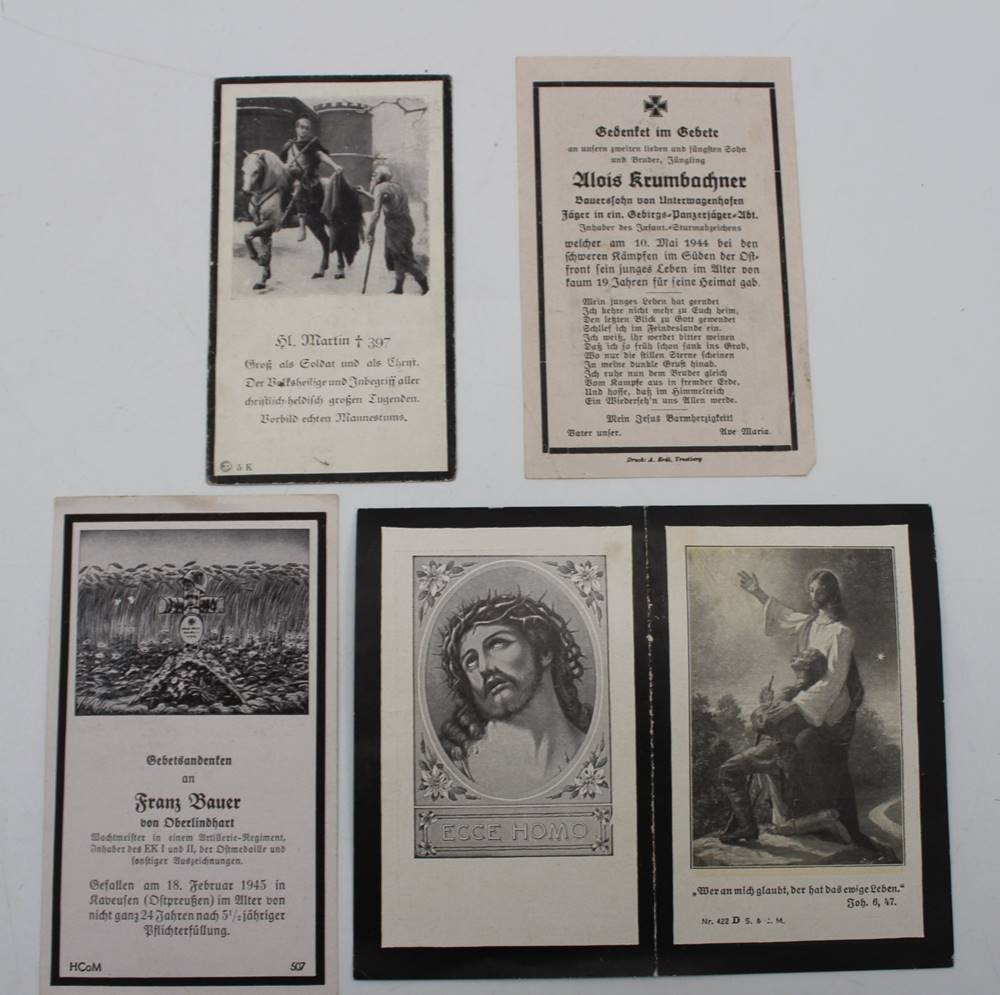 Hl. Martin † 397
Groß als Soldat und als Christ.
Der Volksheilige und Inbegriff aller
christlich-heldisch großen Tugenden.
Vorbild echten Mannestums.
5 K
Gedenket im Gebete
an unsern zweiten lieben und jüngsten Sohn
und Bruder, Jüngling
Alois Krumbachner
Bauerssohn von Unterwagenhofen
Jäger in ein. Gebirgs-Panzerjäger-Abt.
Inhaber des Infant.-Sturmabzeichens
welcher am 10. Mai 1944 bei den
schweren Kämpfen im Süden der Ost-
front sein junges Leben im Alter von
kaum 19 Jahren für seine Heimat gab.
Mein junges Leben hat geendet
Ich kehre nicht mehr zu Euch heim,
Den letzten Blick zu Gott gewendet
Schlief ich im Feindeslande ein.
Ich weiß, ihr werdet bitter weinen
Daß ich so früh schon sank ins Grab,
Wo nur die stillen Sterne scheinen
In meine dunkle Gruft hinab.
Ich ruhe nun dem Bruder gleich
Vom Kampfe aus in fremder Erde,
Und hoffe, daß im Himmelreich
Ein Wiederseh'n uns Allen werde.
Mein Jesus Barmherzigkeit!
Vater unser. Ave Maria.
Druck: A. Erdl, Trostberg
Gebetsandenken
an
Franz Bauer
von Oberlindhart
Wachtmeister in einem Artillerie-Regiment,
Inhaber des EK I und II, der Ostmedaille und
sonstiger Auszeichnungen.
Gefallen am 18. Februar 1945 in
Kaveusen (Ostpreußen) im Alter von
nicht ganz 24 Jahren nach 5½jähriger
Pflichterfüllung.
HCoM 507
ECCE HOMO
„Wer an mich glaubt, der hat das ewige Leben."
Joh. 6, 47.
Nr. 422 D S. & L. M.